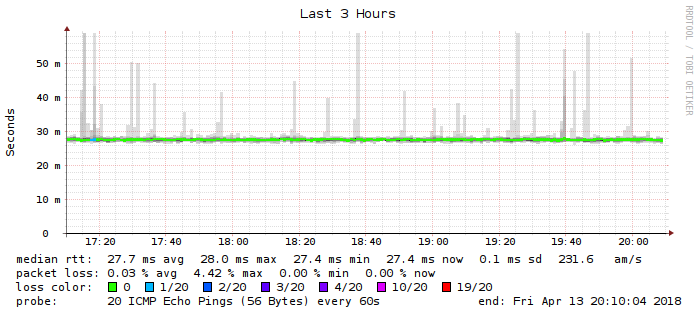 Last 3 Hours
RRDTOOL / TOBI OETIKER
Seconds
50 m
40 m
30 m
20 m
10 m
0
17:20 17:40 18:00 18:20 18:40 19:00 19:20 19:40 20:00
median rtt: 27.7 ms avg 28.0 ms max 27.4 ms min 27.4 ms now 0.1 ms sd 231.6 am/s
packet loss: 0.03 % avg 4.42 % max 0.00 % min 0.00 % now
loss color: 0 1/20 2/20 3/20 4/20 10/20 19/20
probe: 20 ICMP Echo Pings (56 Bytes) every 60s end: Fri Apr 13 20:10:04 2018